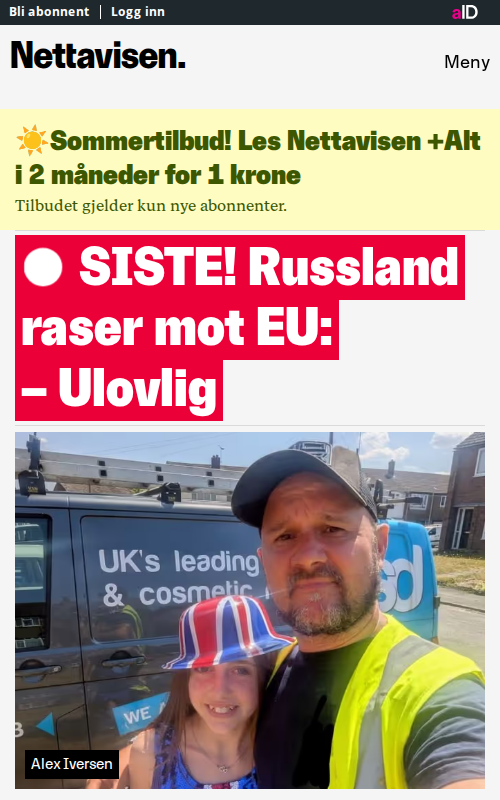 Bli abonnent
Logg inn
aID
Nettavisen.
Meny
☀️Sommertilbud! Les Nettavisen +Alt
i 2 måneder for 1 krone
Tilbudet gjelder kun nye abonnenter.
SISTE! Russland
raser mot EU:
– Ulovlig
UK's leading
& cosmetic
sd
WE A
B
Alex Iversen